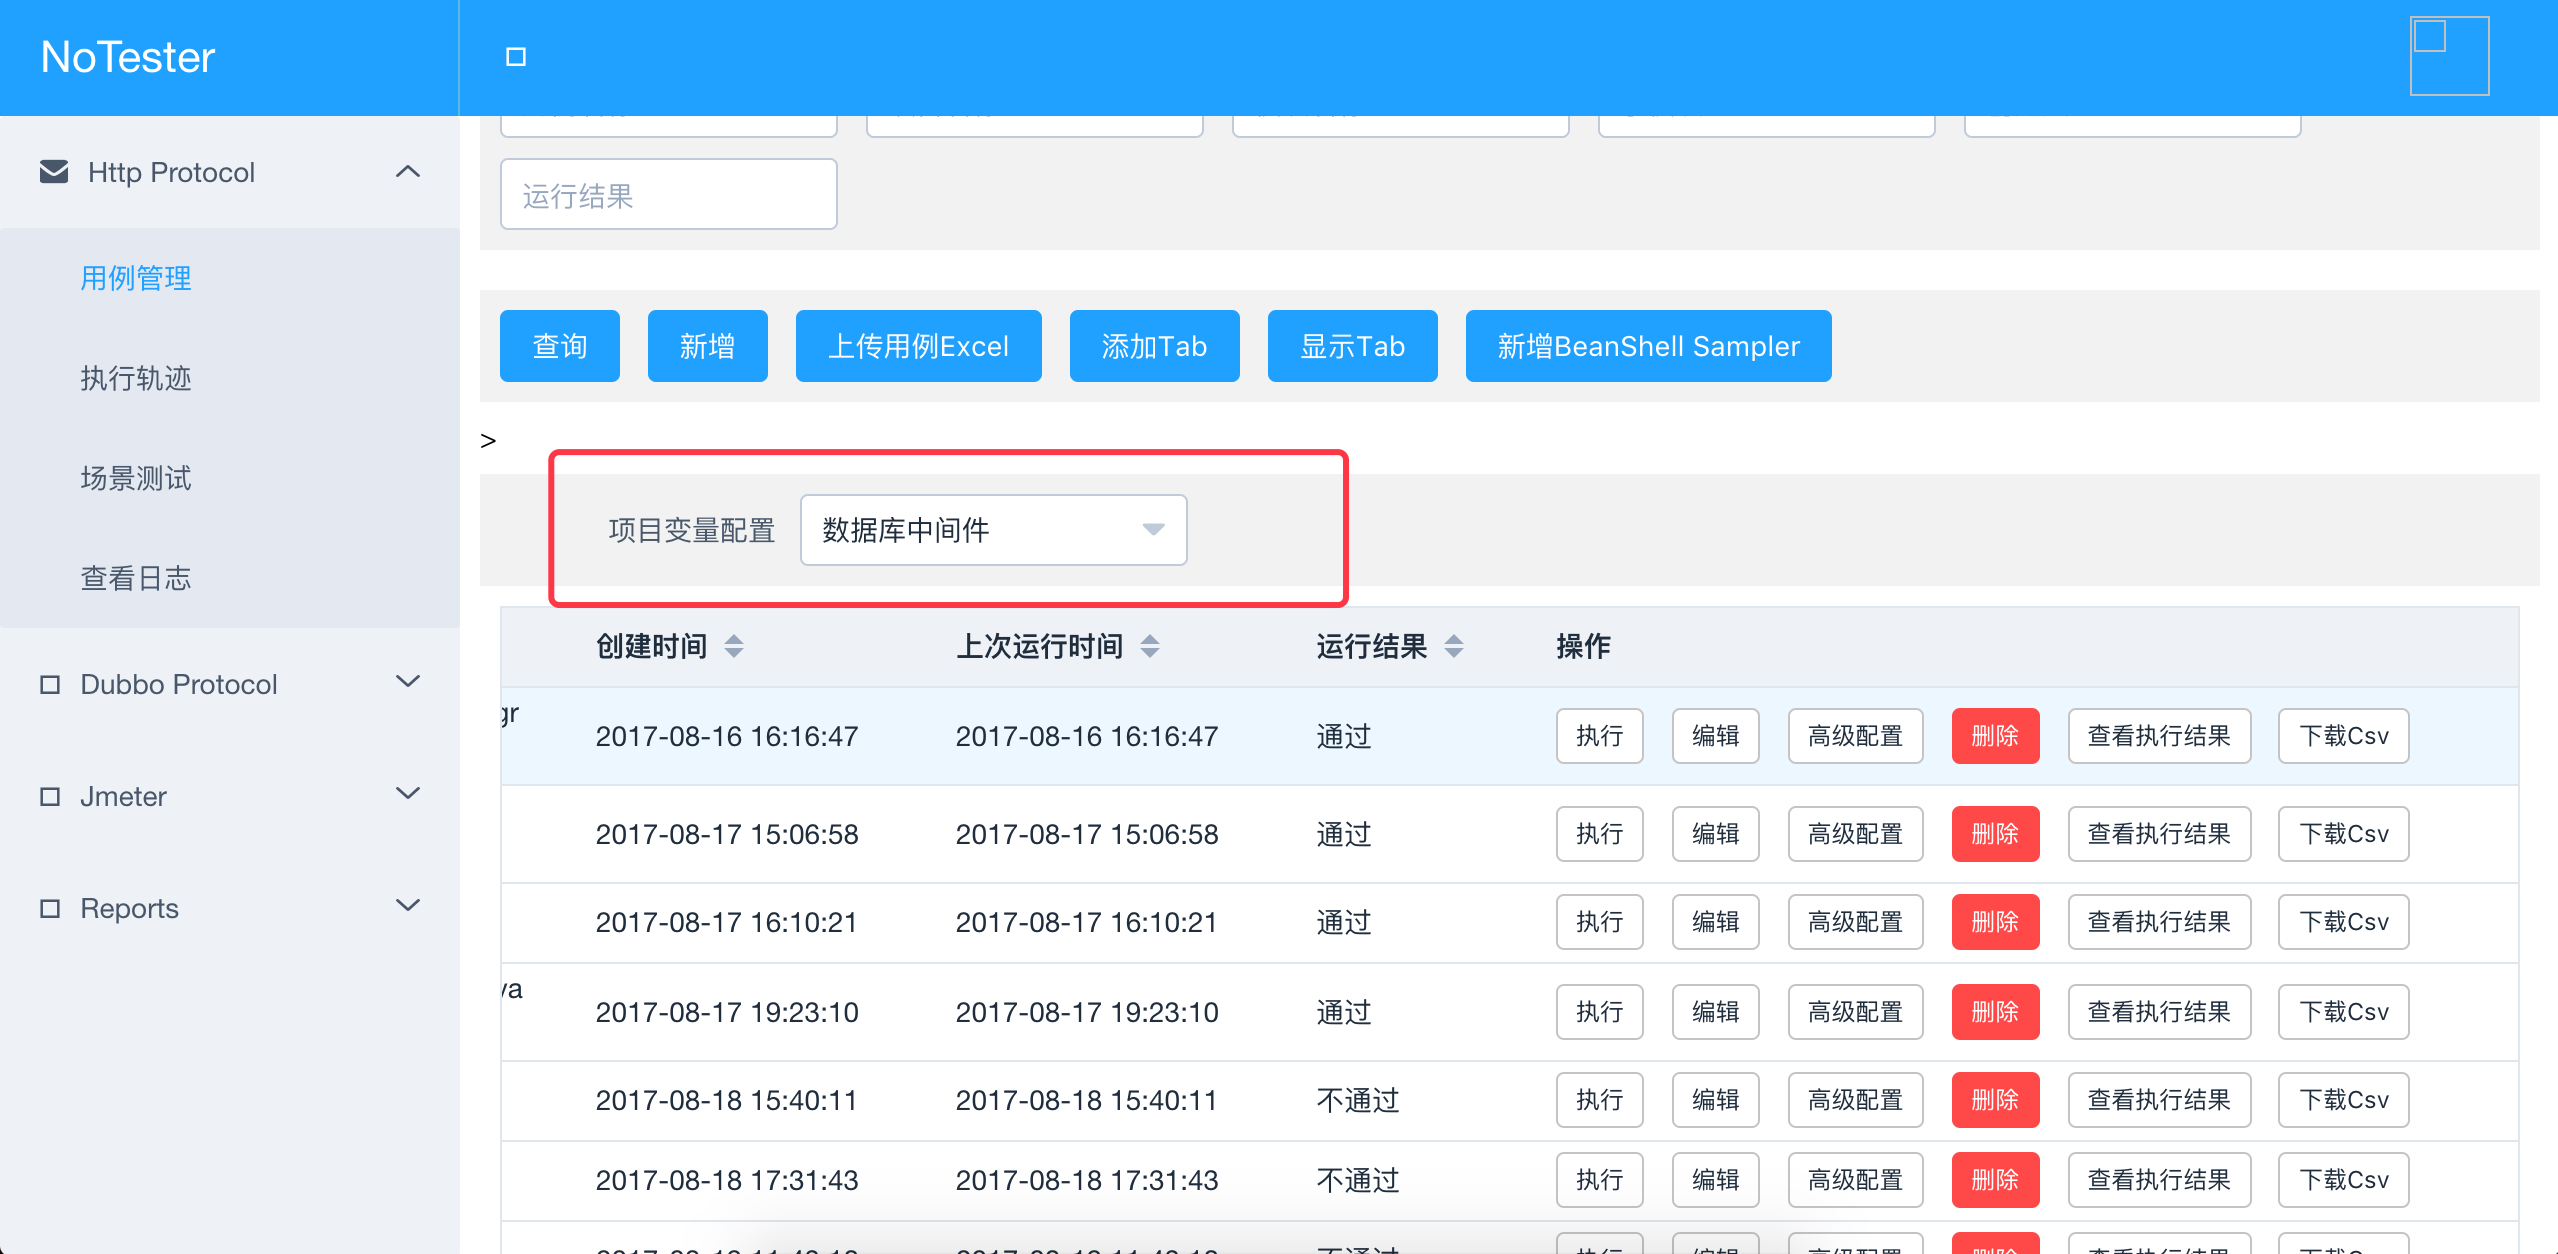 NoTester
Http Protocol
用例管理
执行轨迹
场景测试
查看日志
Dubbo Protocol
Jmeter
Reports
运行结果
查询 新增 上传用例Excel 添加Tab 显示Tab 新增BeanShell Sampler
>
项目变量配置 数据库中间件
创建时间 上次运行时间 运行结果 操作
gr
2017-08-16 16:16:47 2017-08-16 16:16:47 通过 执行 编辑 高级配置 删除 查看执行结果 下载Csv
2017-08-17 15:06:58 2017-08-17 15:06:58 通过 执行 编辑 高级配置 删除 查看执行结果 下载Csv
2017-08-17 16:10:21 2017-08-17 16:10:21 通过 执行 编辑 高级配置 删除 查看执行结果 下载Csv
va
2017-08-17 19:23:10 2017-08-17 19:23:10 通过 执行 编辑 高级配置 删除 查看执行结果 下载Csv
2017-08-18 15:40:11 2017-08-18 15:40:11 不通过 执行 编辑 高级配置 删除 查看执行结果 下载Csv
2017-08-18 17:31:43 2017-08-18 17:31:43 不通过 执行 编辑 高级配置 删除 查看执行结果 下载Csv